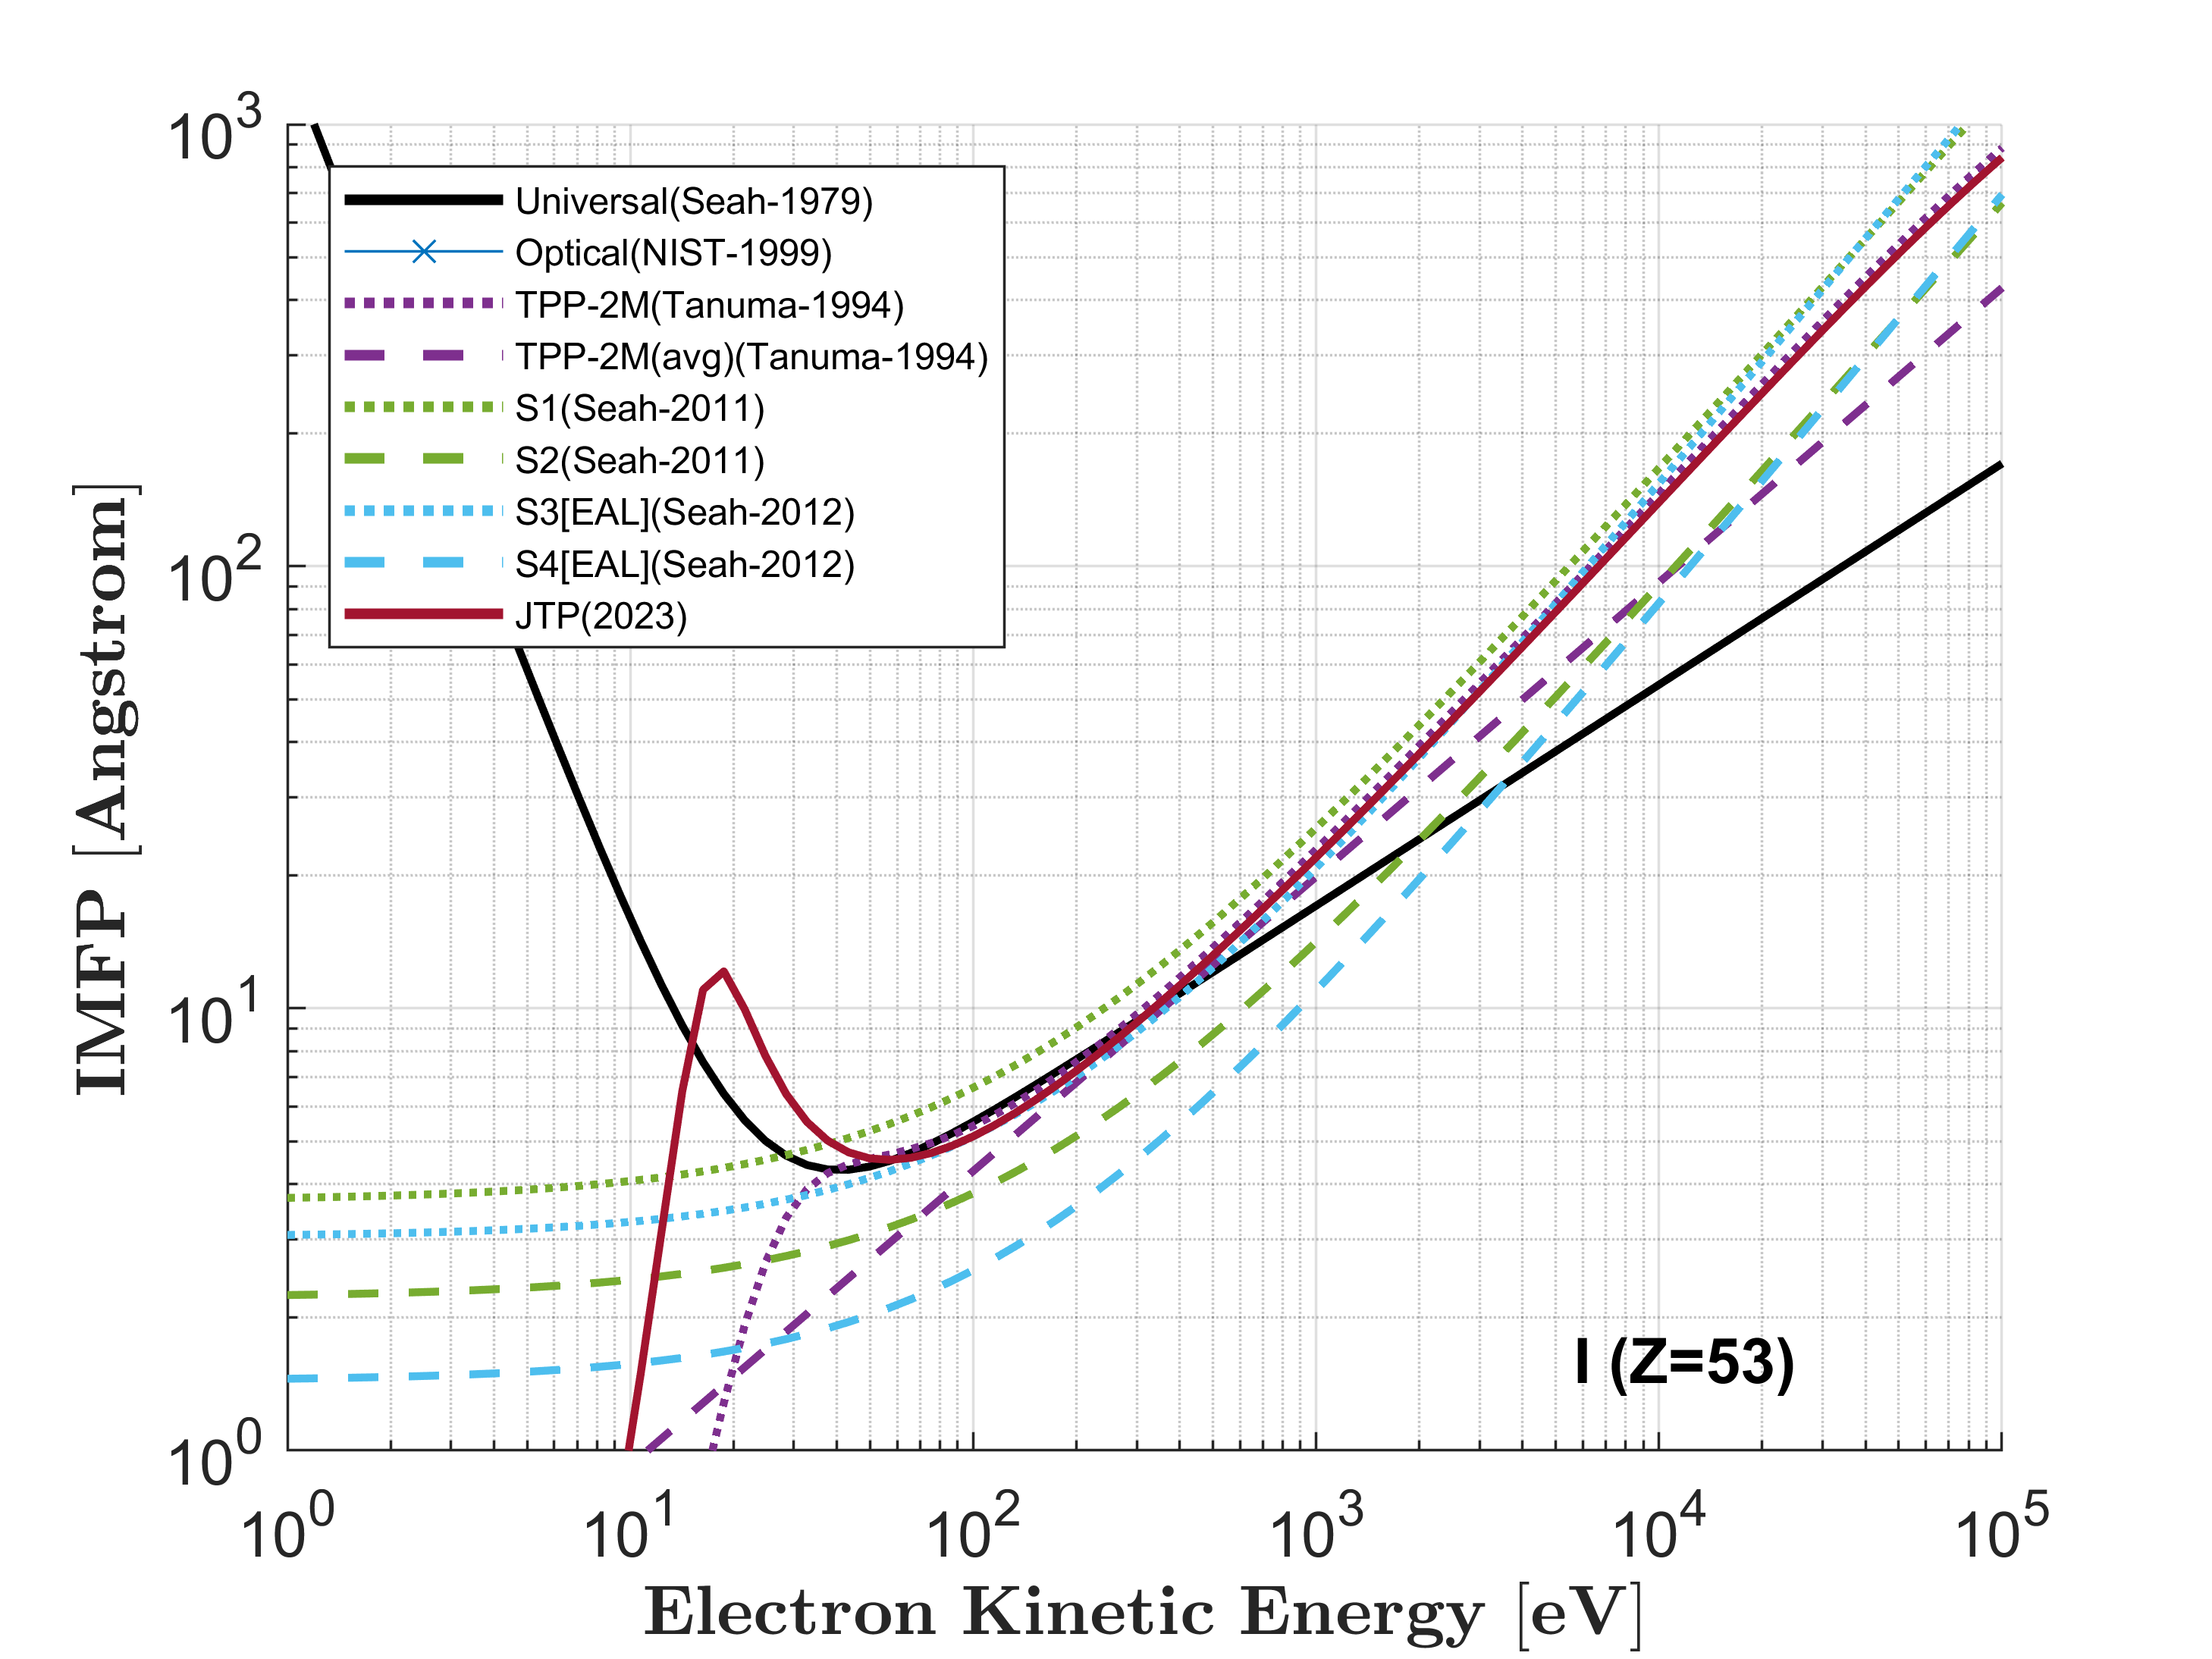 10^3
10^2
10^1
10^0
IMFP [Angstrom]
Universal(Seah-1979)
Optical(NIST-1999)
TPP-2M(Tanuma-1994)
TPP-2M(avg)(Tanuma-1994)
S1(Seah-2011)
S2(Seah-2011)
S3[EAL](Seah-2012)
S4[EAL](Seah-2012)
JTP(2023)
I (Z=53)
10^0 10^1 10^2 10^3 10^4 10^5
Electron Kinetic Energy [eV]